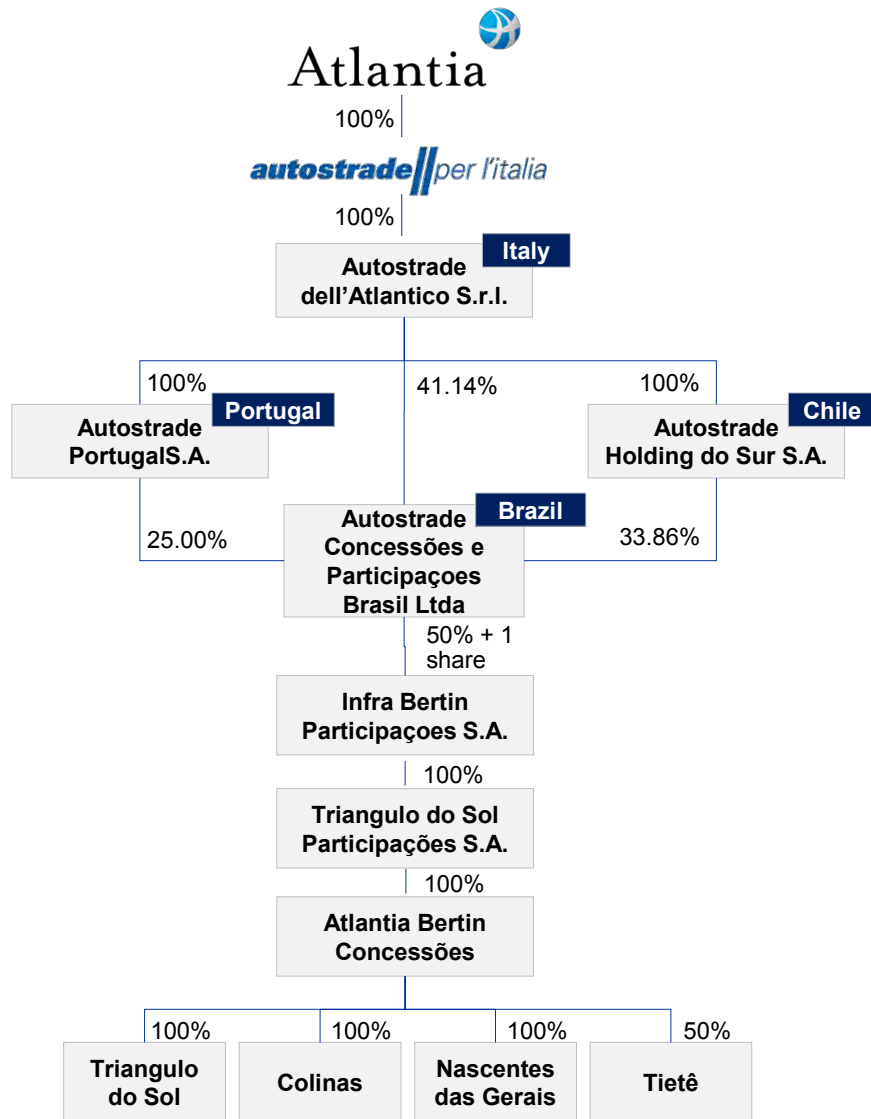 Atlantia
100%
autostrade per l'italia
100%
Italy
Autostrade
dell'Atlantico S.r.l.
100%
41.14%
100%
Portugal
Autostrade
PortugalS.A.
Chile
Autostrade
Holding do Sur S.A.
25.00%
Brazil
Autostrade
Concessões e
Participaçoes
Brasil Ltda
33.86%
50% + 1
share
Infra Bertin
Participaçoes S.A.
100%
Triangulo do Sol
Participações S.A.
100%
Atlantia Bertin
Concessões
100%
100%
100%
50%
Triangulo
do Sol
Colinas
Nascentes
das Gerais
Tietê